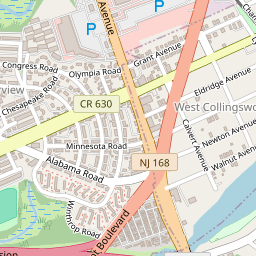 P
P
Avenue
Grant Avenue
Congress Road
Olympia Road
Eldridge Avenue
Chesapeake Road
CR 630
West Collingsw
Calvert Avenue
Newton Avenue
Minnesota Road
Walnut Avenue
NJ 168
Alabama Road
Winthrop Road
Boulevard